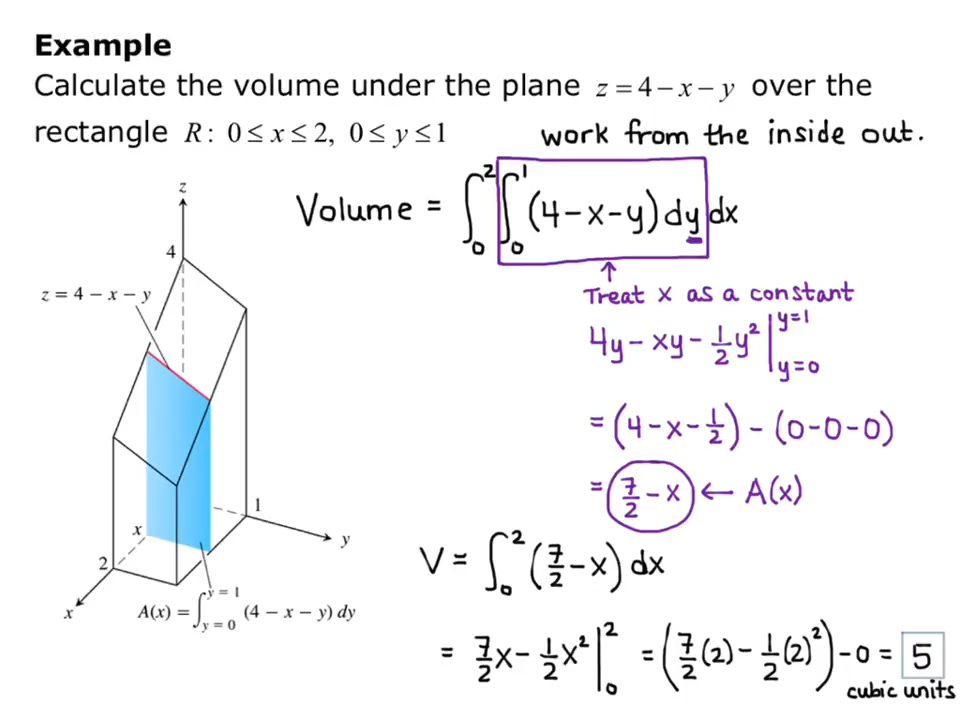 Example
Calculate the volume under the plane z = 4 − x − y over the
rectangle R: 0 ≤ x ≤ 2, 0 ≤ y ≤ 1
work from the inside out.
Volume = ∫₀² ∫₀¹ (4 − x − y) dy dx
↑
Treat x as a constant
4y − xy − ½y² |_{y=0}^{y=1}
= (4 − x − ½) − (0 − 0 − 0)
= 7/2 − x ← A(x)
z
4
z = 4 − x − y
1
x
y
2
x
A(x) = ∫_{y = 0}^{y = 1} (4 − x − y) dy
V = ∫₀² (7/2 − x) dx
= 7/2x − ½x² |₀² = (7/2(2) − ½(2)²) − 0 = 5
cubic units